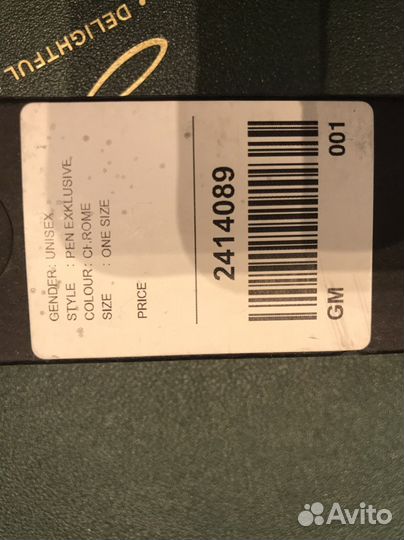 DELIGHTFUL
GENDER : UNISEX
STYLE : PEN EXKLUSIVE
COLOUR : CHROME
SIZE : ONE SIZE
PRICE
2414089
GM 001
Avito